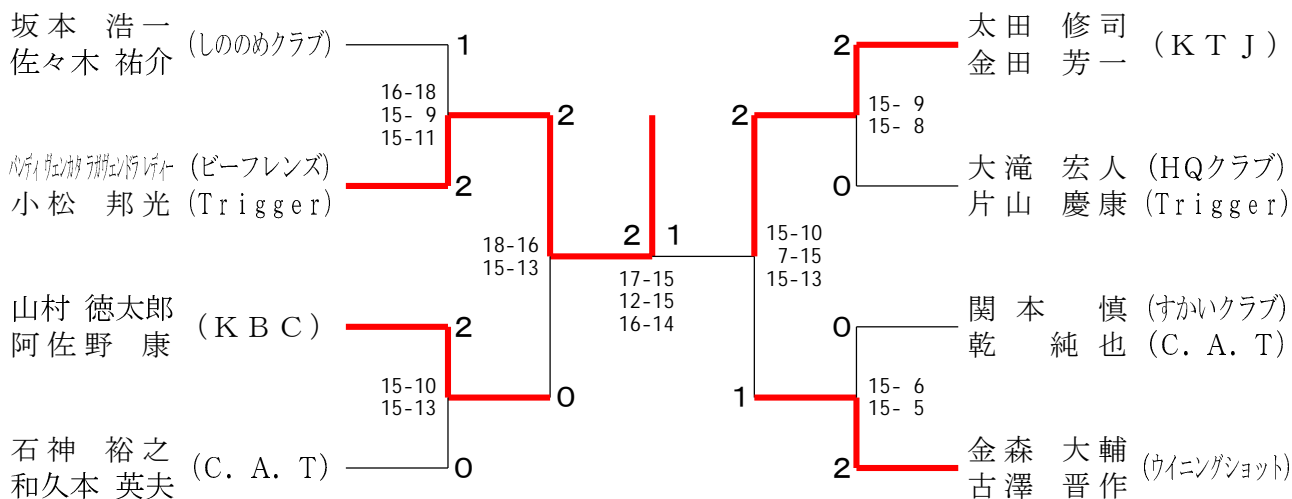 坂本 浩一
佐々木 祐介
(しののめクラブ)
1
16-18
15- 9
15-11
2
パンディ ヴェンカタ ラガヴェンドラ レディー (ビーフレンズ)
小松 邦光 (Trigger)
2
18-16
15-13
山村 徳太郎
阿佐野 康
(KBC)
2
15-10
15-13
0
石神 裕之
和久本 英夫
(C.A.T)
0
2 1
17-15
12-15
16-14
太田 修司
金田 芳一
(KTJ)
2
15- 9
15- 8
2
大滝 宏人 (HQクラブ)
片山 慶康 (Trigger)
0
15-10
7-15
15-13
関本 慎 (すかいクラブ)
乾 純也 (C.A.T)
0
15- 6
15- 5
1
金森 大輔
古澤 晋作
(ウイニングショット)
2